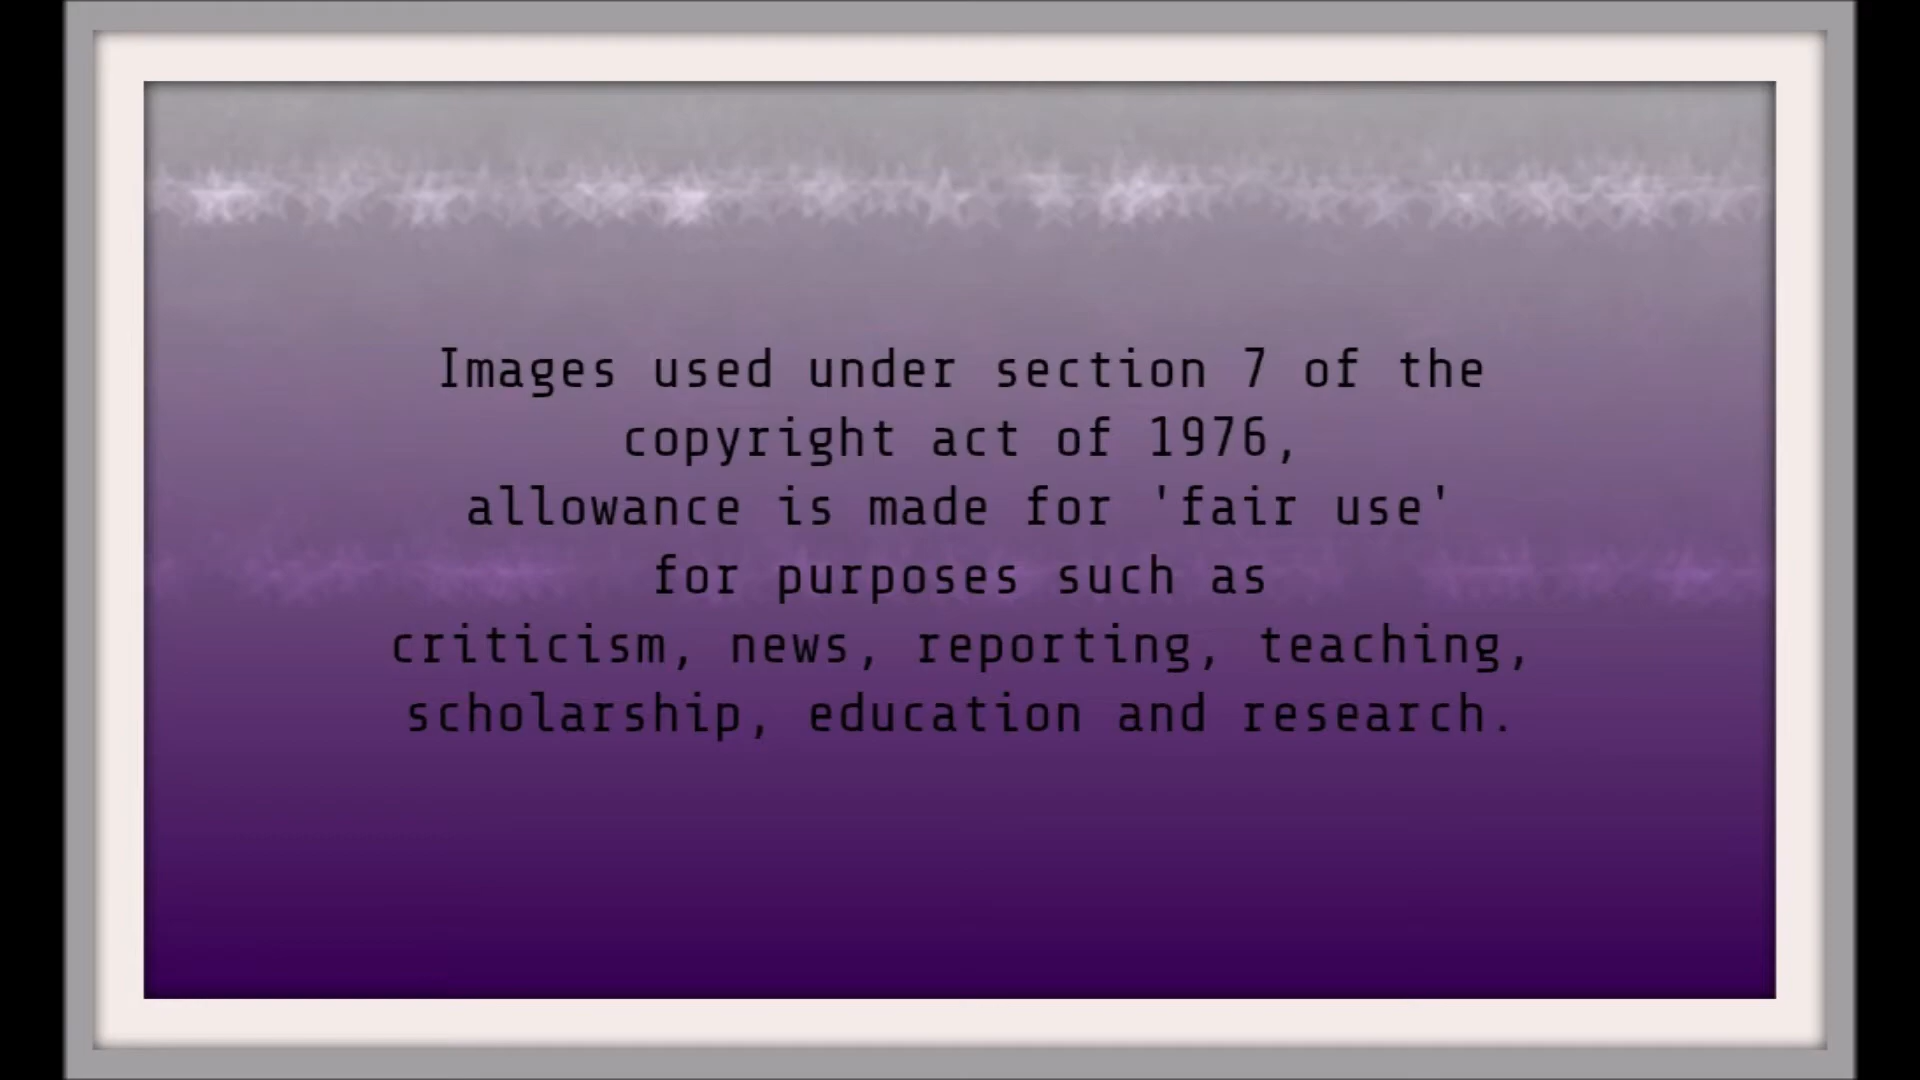 Images used under section 7 of the
copyright act of 1976,
allowance is made for 'fair use'
for purposes such as
criticism, news, reporting, teaching,
scholarship, education and research.